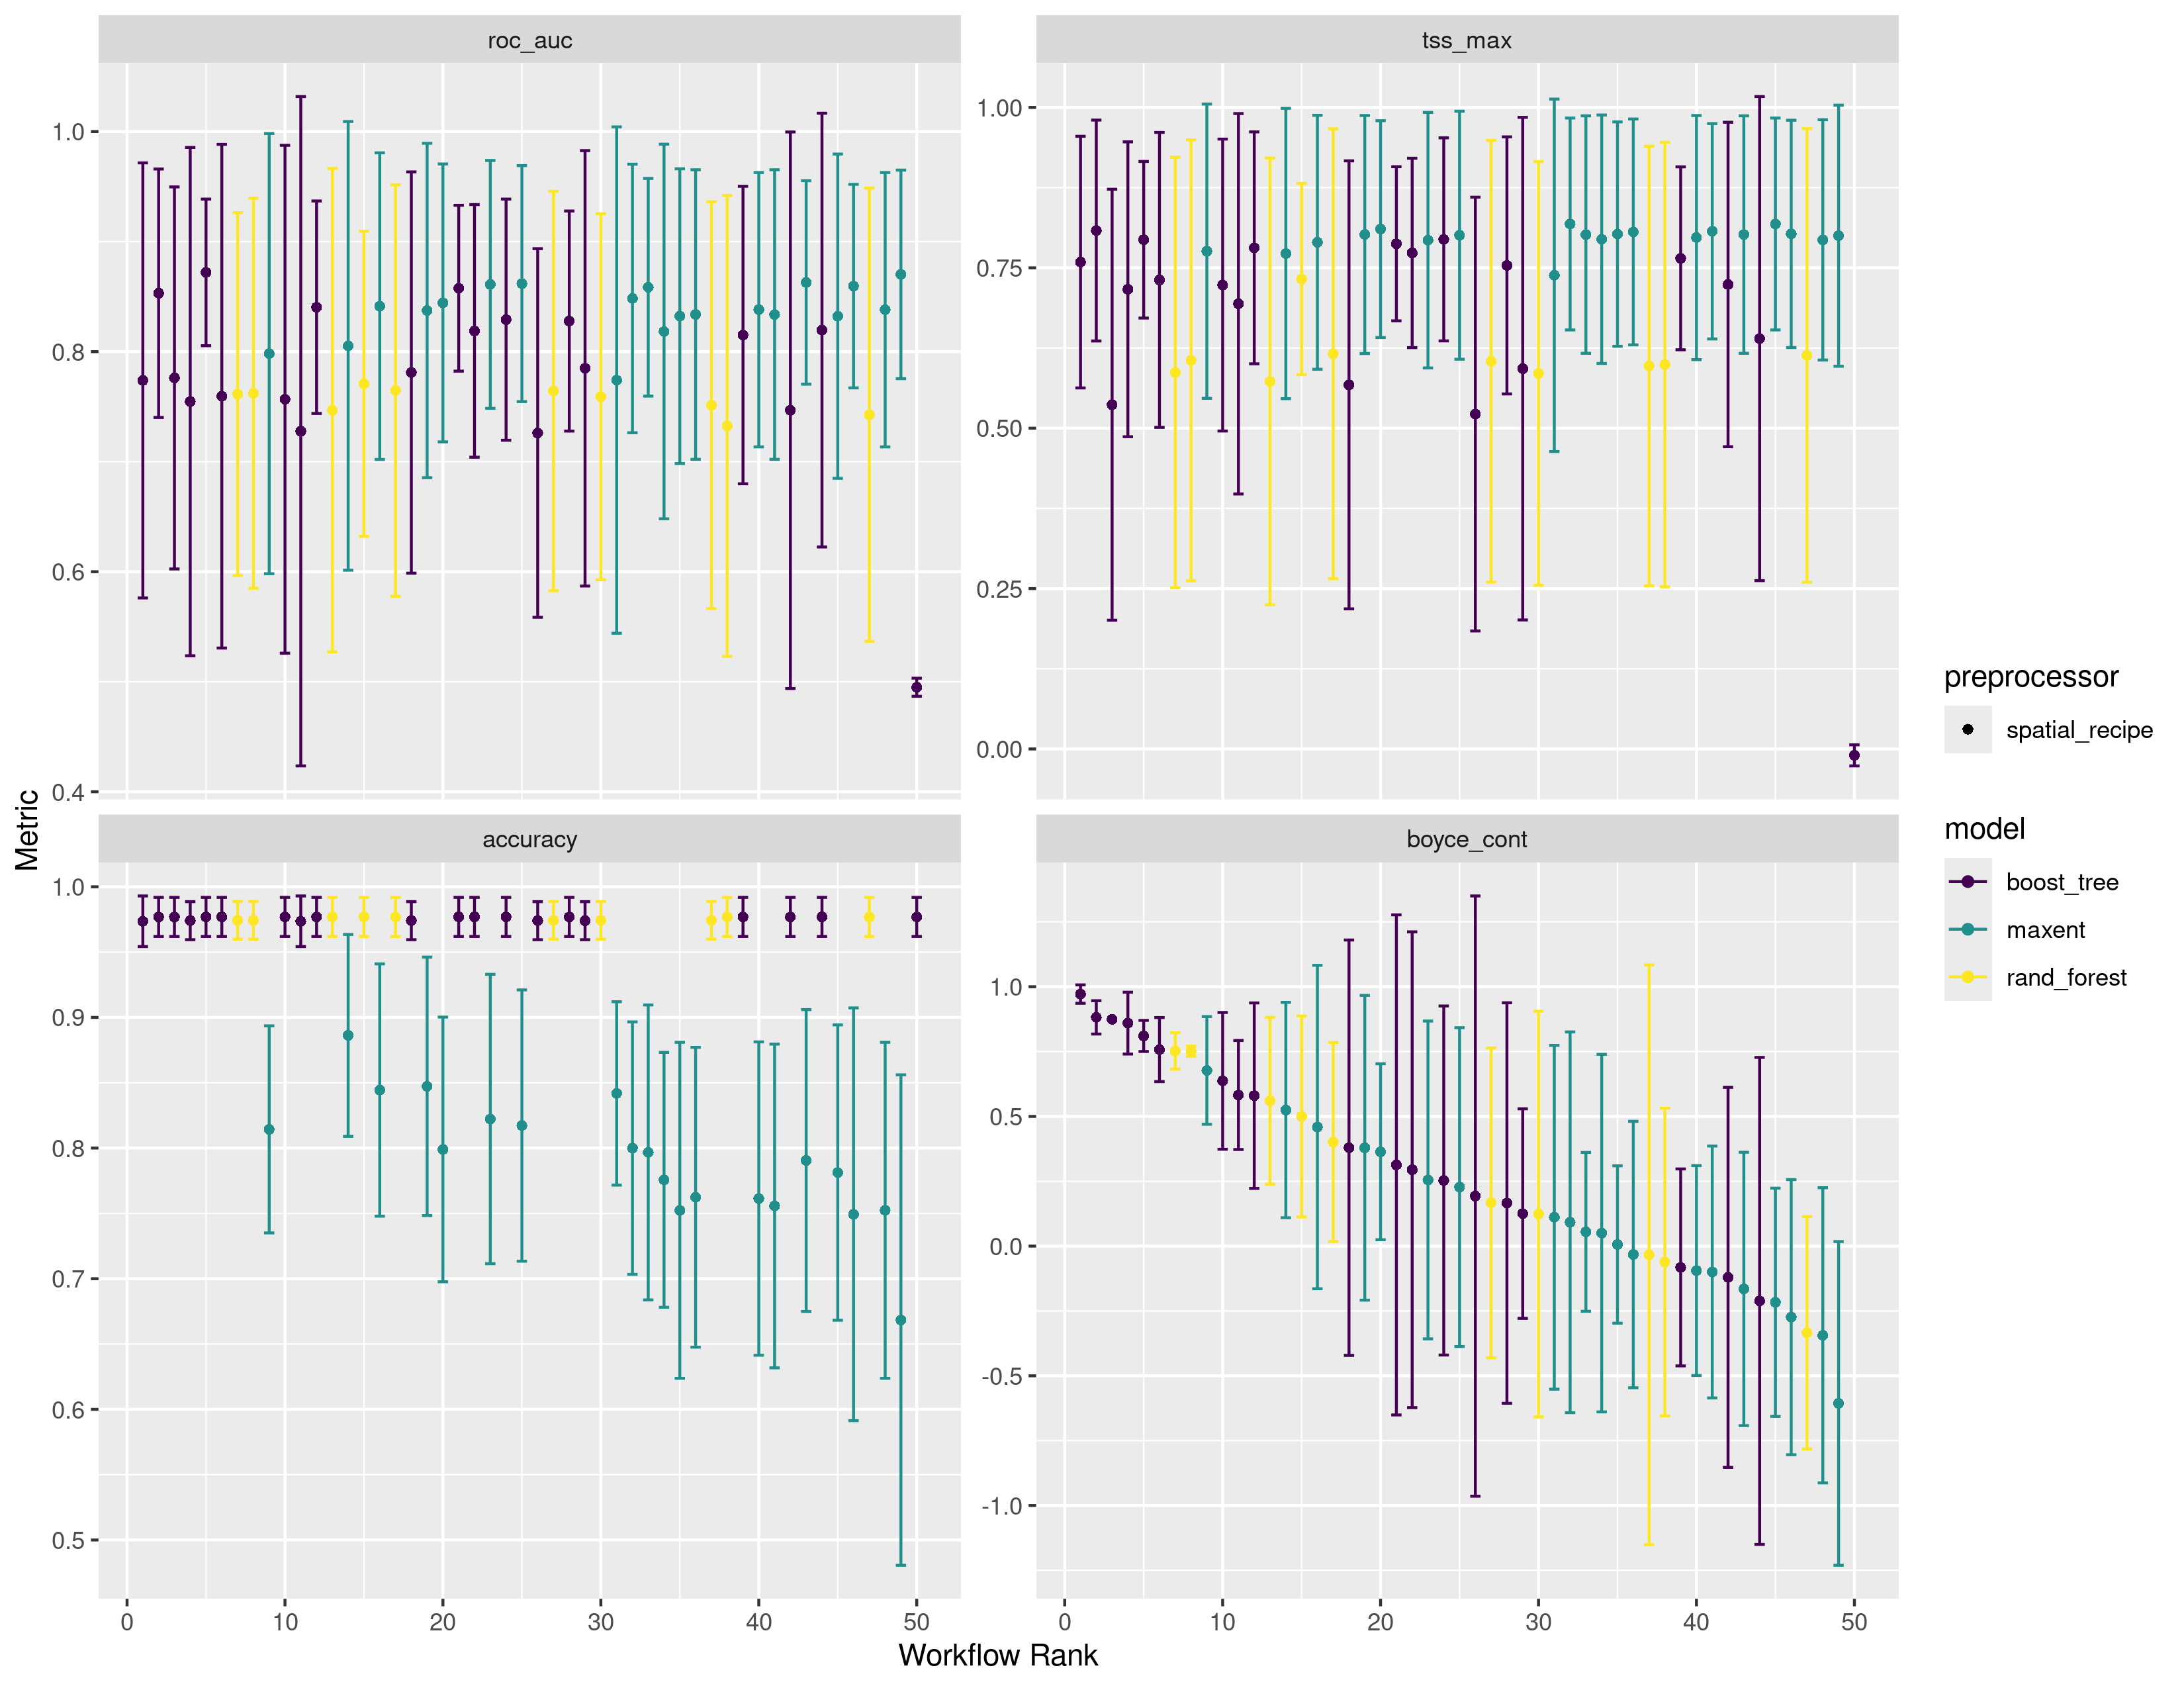 roc_auc
tss_max
1.0
0.8
0.6
0.4
1.00
0.75
0.50
0.25
0.00
accuracy
boyce_cont
1.0
0.9
0.8
0.7
0.6
0.5
1.0
0.5
0.0
-0.5
-1.0
0 10 20 30 40 50
0 10 20 30 40 50
Metric
Workflow Rank
preprocessor
spatial_recipe
model
boost_tree
maxent
rand_forest